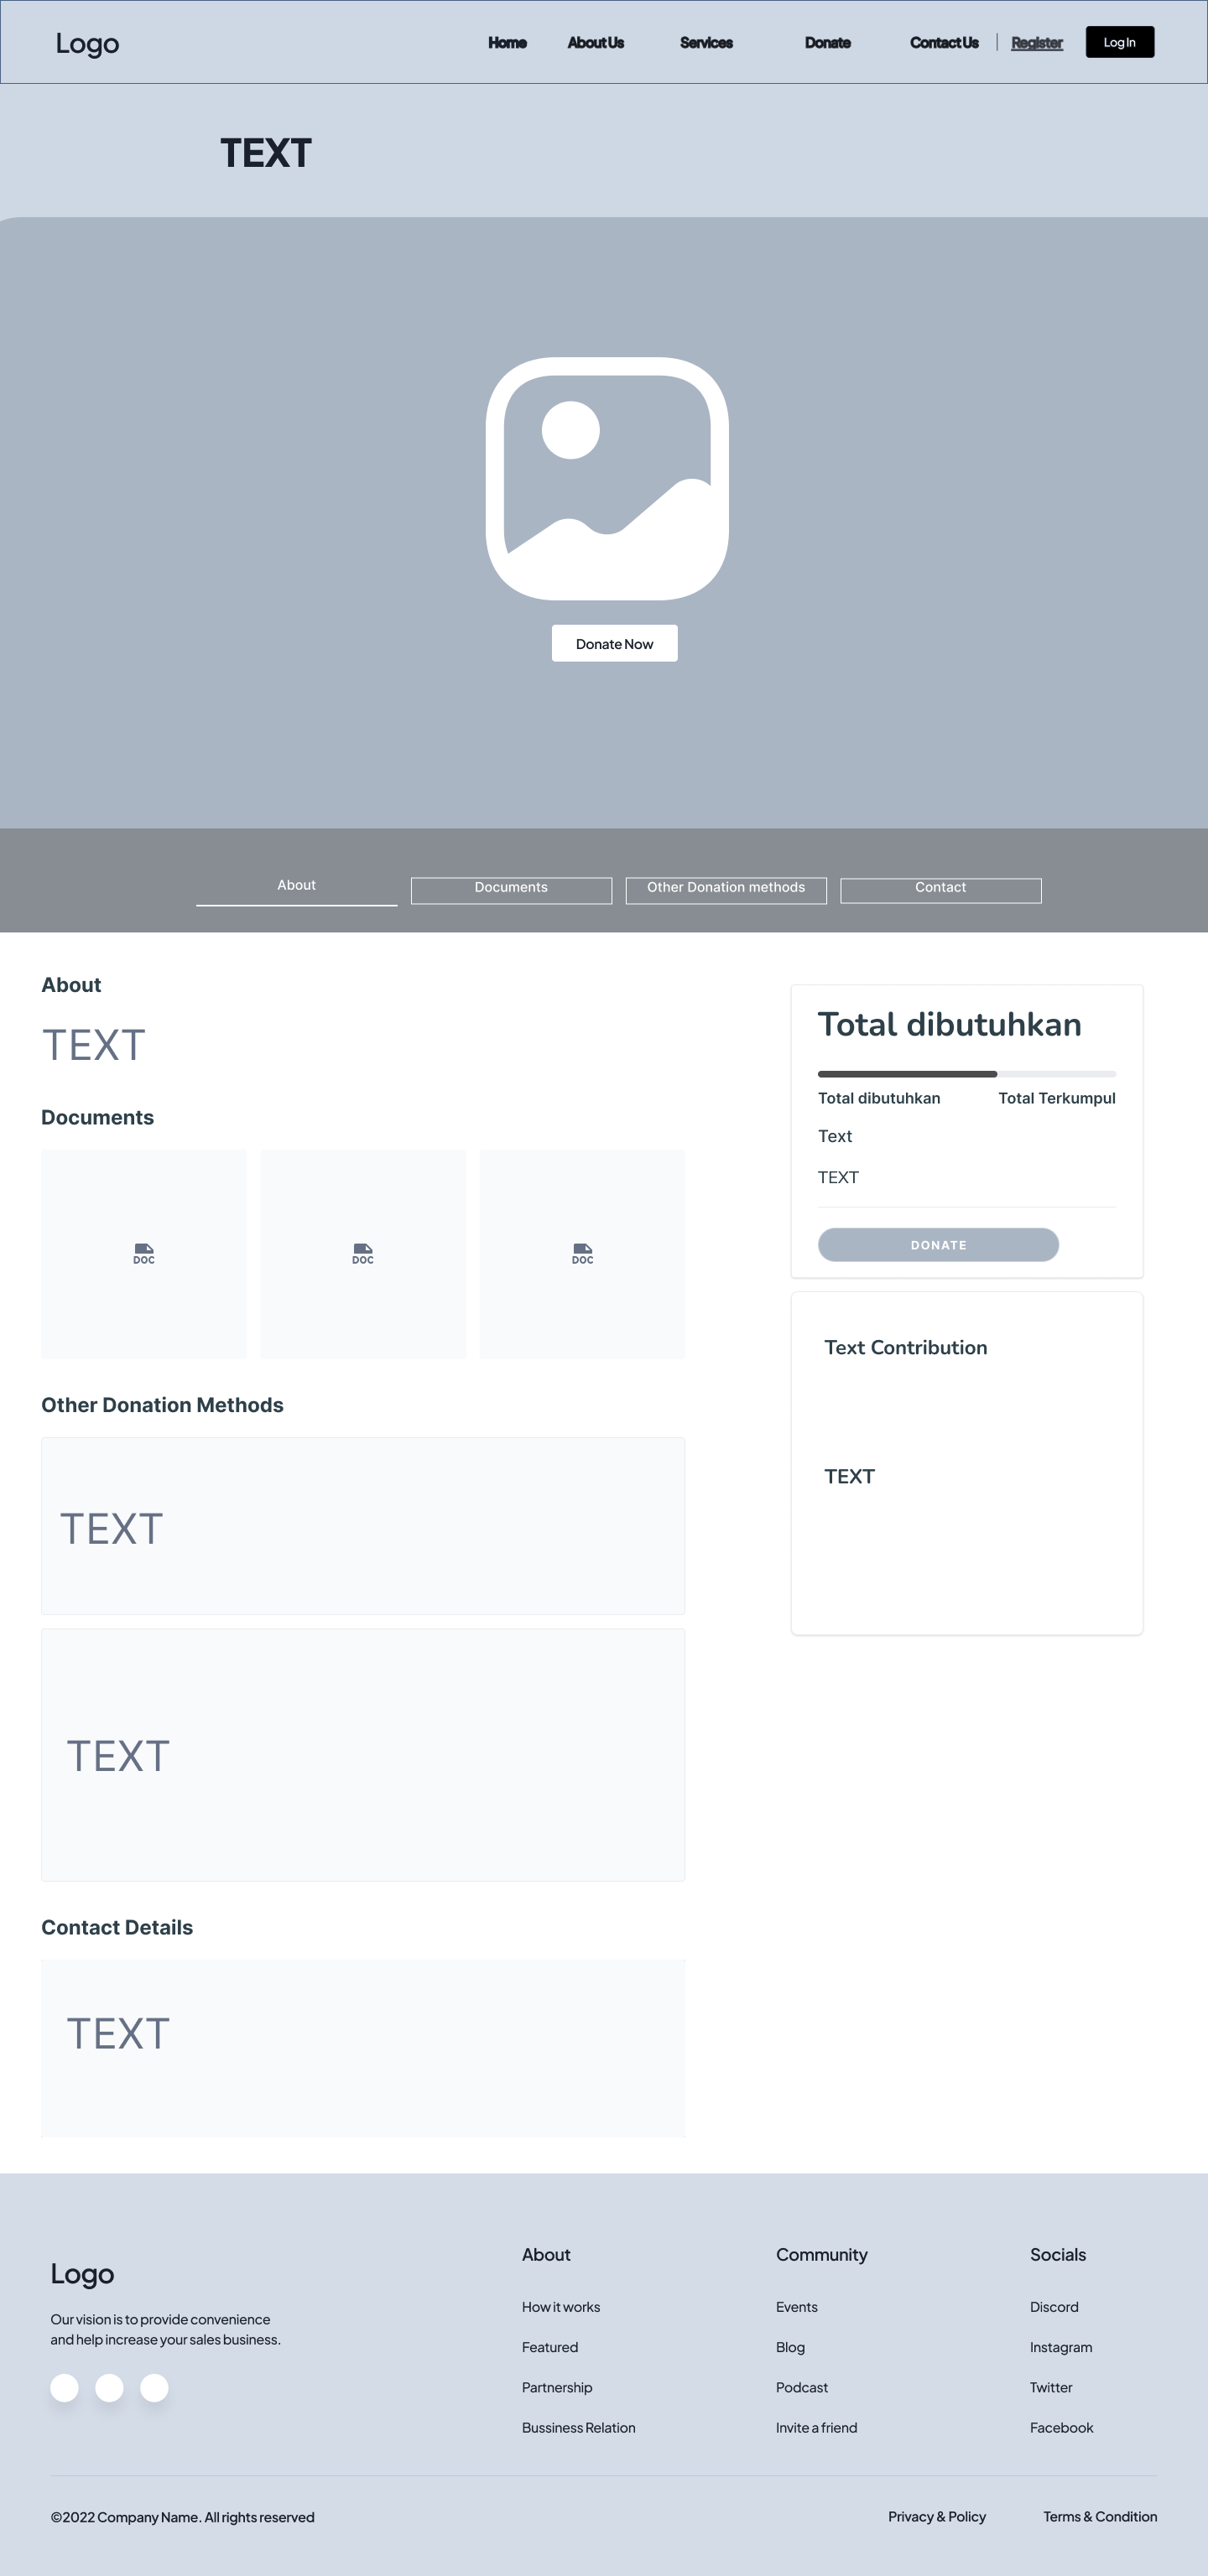 Logo
Home About Us Services Donate Contact Us Register Log In
TEXT
Donate Now
About Documents Other Donation methods Contact
About
TEXT
Documents
DOC DOC DOC
Other Donation Methods
TEXT
TEXT
Contact Details
TEXT
Total dibutuhkan
Total dibutuhkan Total Terkumpul
Text
TEXT
DONATE
Text Contribution
TEXT
Logo
Our vision is to provide convenience
and help increase your sales business.
About
How it works
Featured
Partnership
Bussiness Relation
Community
Events
Blog
Podcast
Invite a friend
Socials
Discord
Instagram
Twitter
Facebook
©2022 Company Name. All rights reserved
Privacy & Policy Terms & Condition